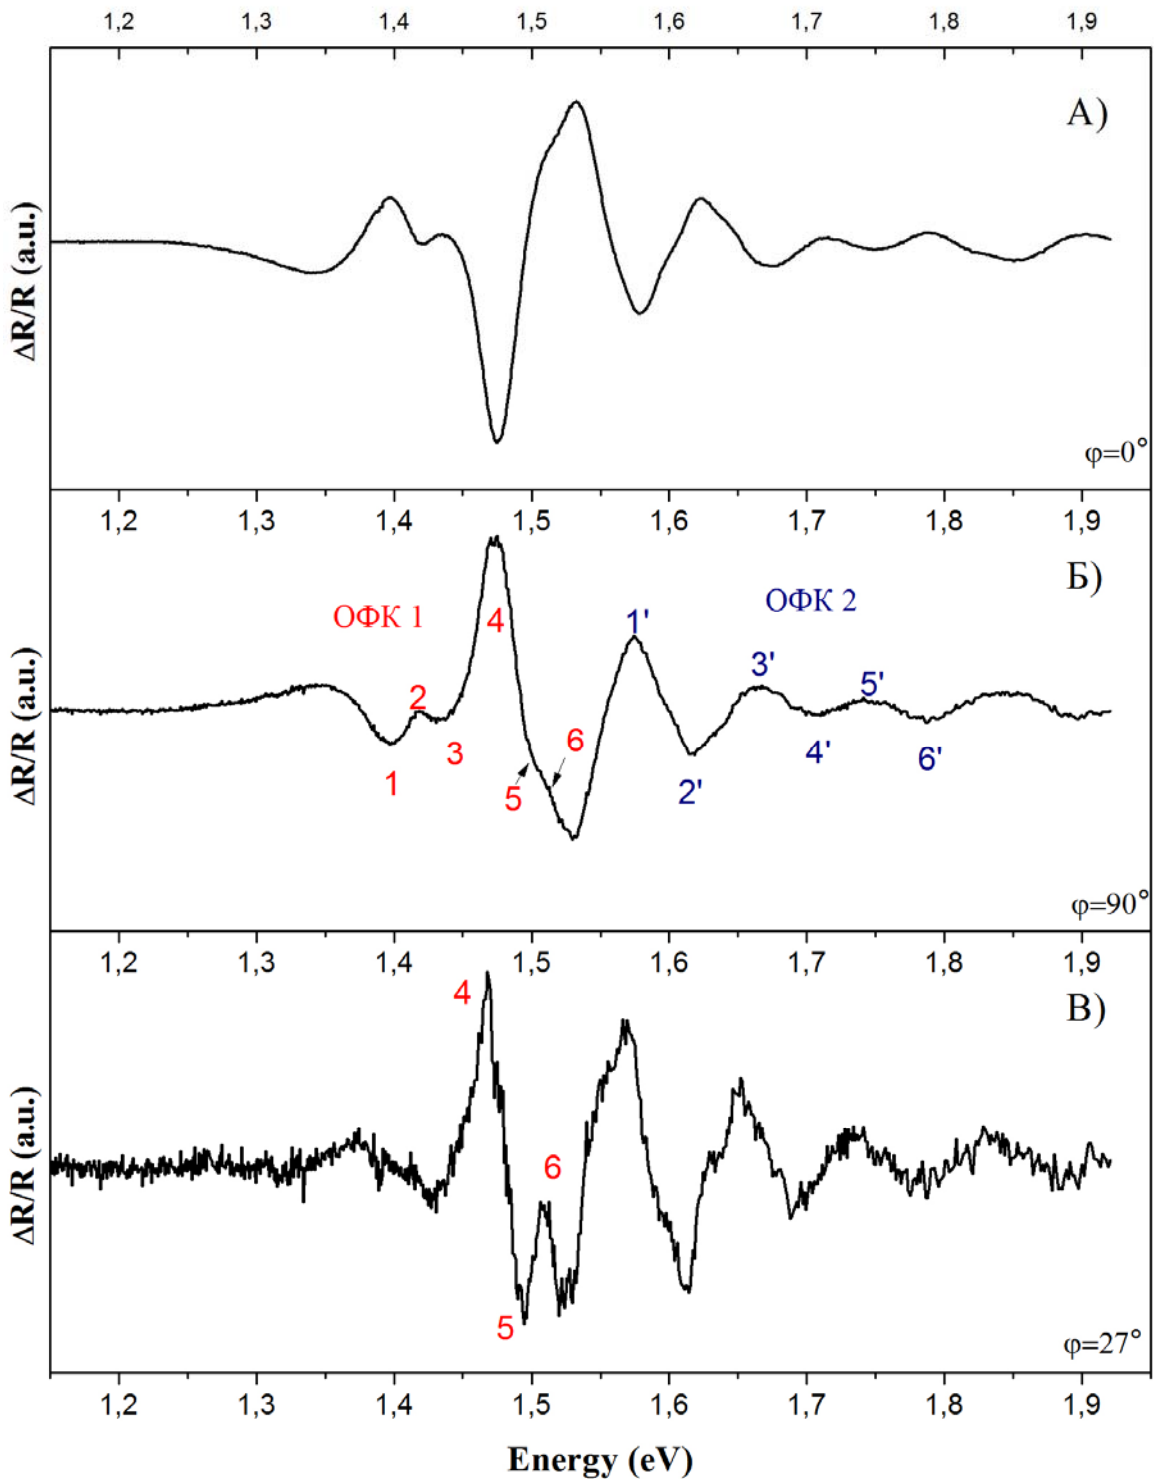 1,2 1,3 1,4 1,5 1,6 1,7 1,8 1,9
А)
ΔR/R (a.u.)
φ=0°
1,2 1,3 1,4 1,5 1,6 1,7 1,8 1,9
Б)
ОФК 1
ОФК 2
4
1'
3'
5'
2
6
3
1
5
2'
4'
6'
ΔR/R (a.u.)
φ=90°
1,2 1,3 1,4 1,5 1,6 1,7 1,8 1,9
4
В)
6
5
ΔR/R (a.u.)
φ=27°
1,2 1,3 1,4 1,5 1,6 1,7 1,8 1,9
Energy (eV)